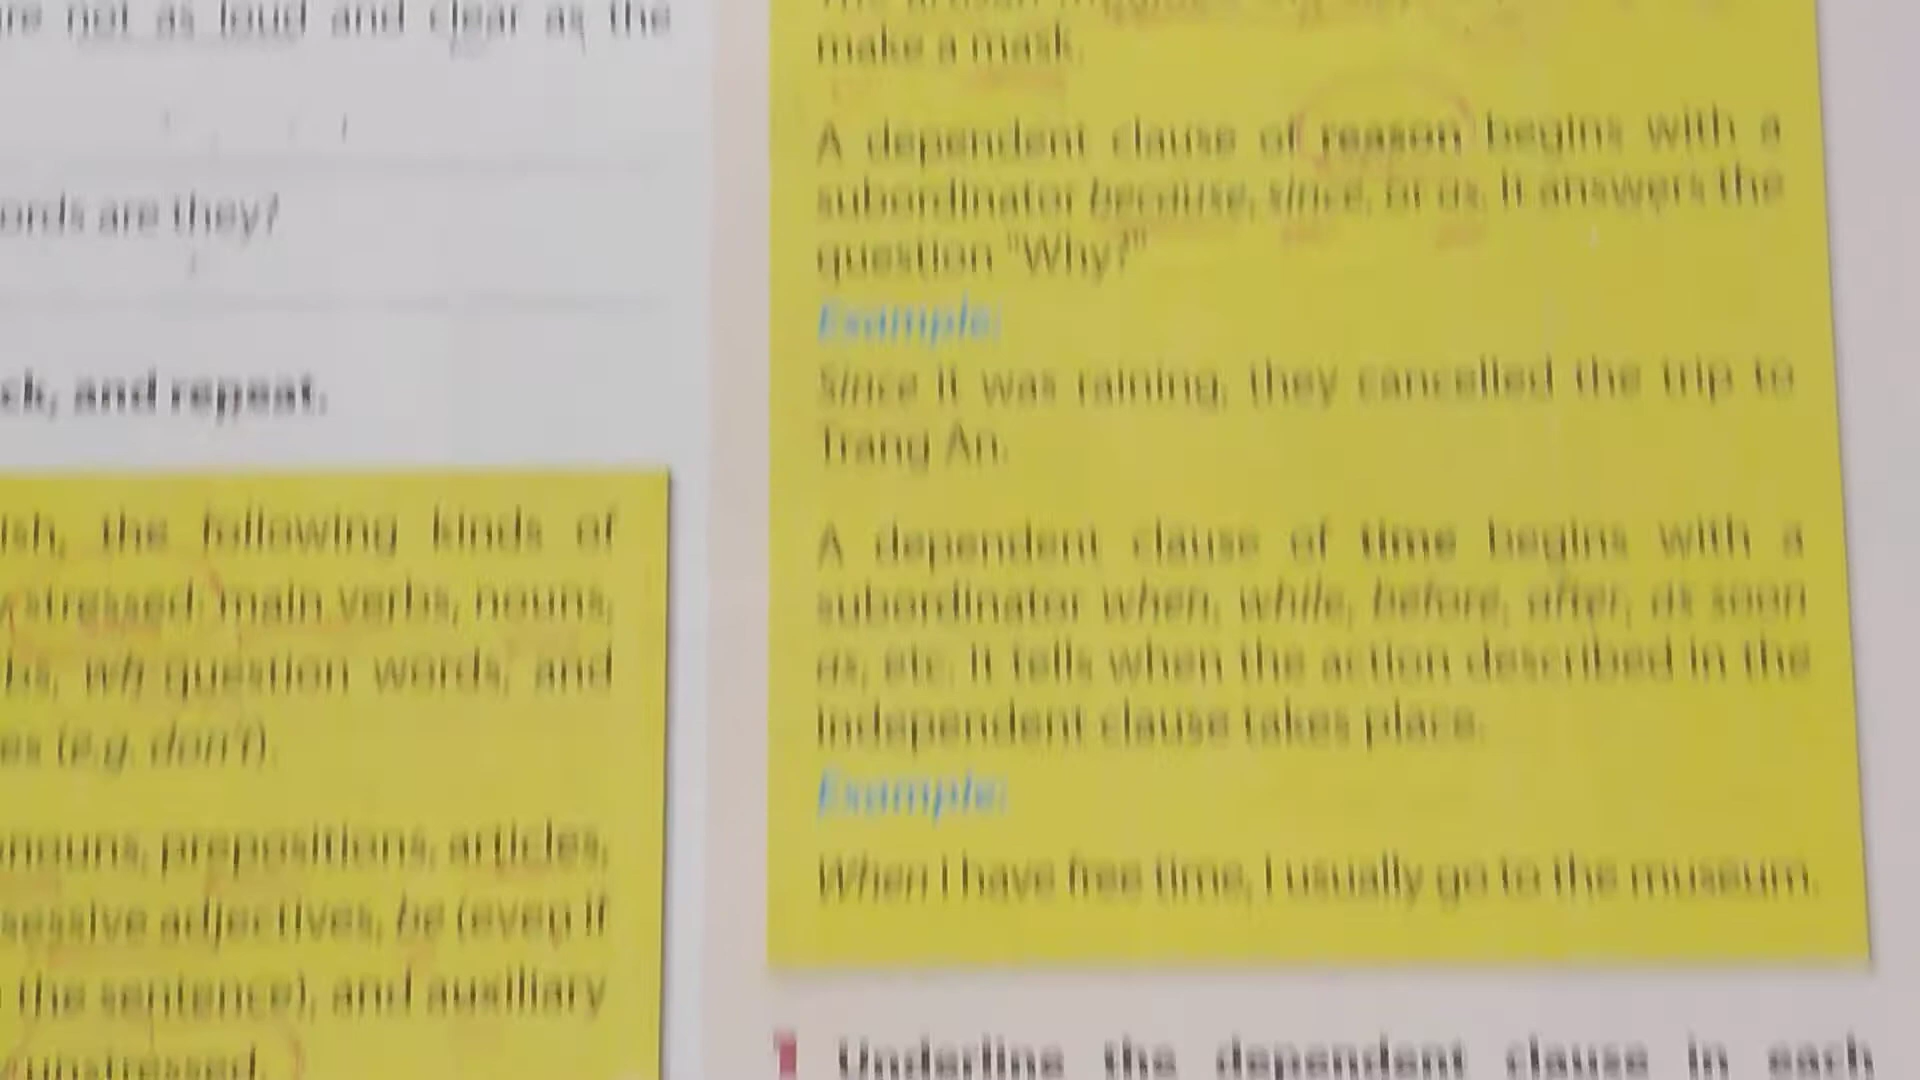 not as loud and clear as the
ords are they?
ck, and repeat.
ish, the following kinds of
stressed: main verbs, nouns,
bs, wh-question words, and
es (e.g. don't).
nouns, prepositions, articles,
sessive adjectives, be (even if
the sentence), and auxiliary
unstressed.
make a mask.
A dependent clause of reason begins with a
subordinator because, since, or as. It answers the
question "Why?"
Example:
Since it was raining, they cancelled the trip to
Trang An.
A dependent clause of time begins with a
subordinator when, while, before, after, as soon
as, etc. It tells when the action described in the
independent clause takes place.
Example:
When I have free time, I usually go to the museum.
1 Underline the dependent clause in each